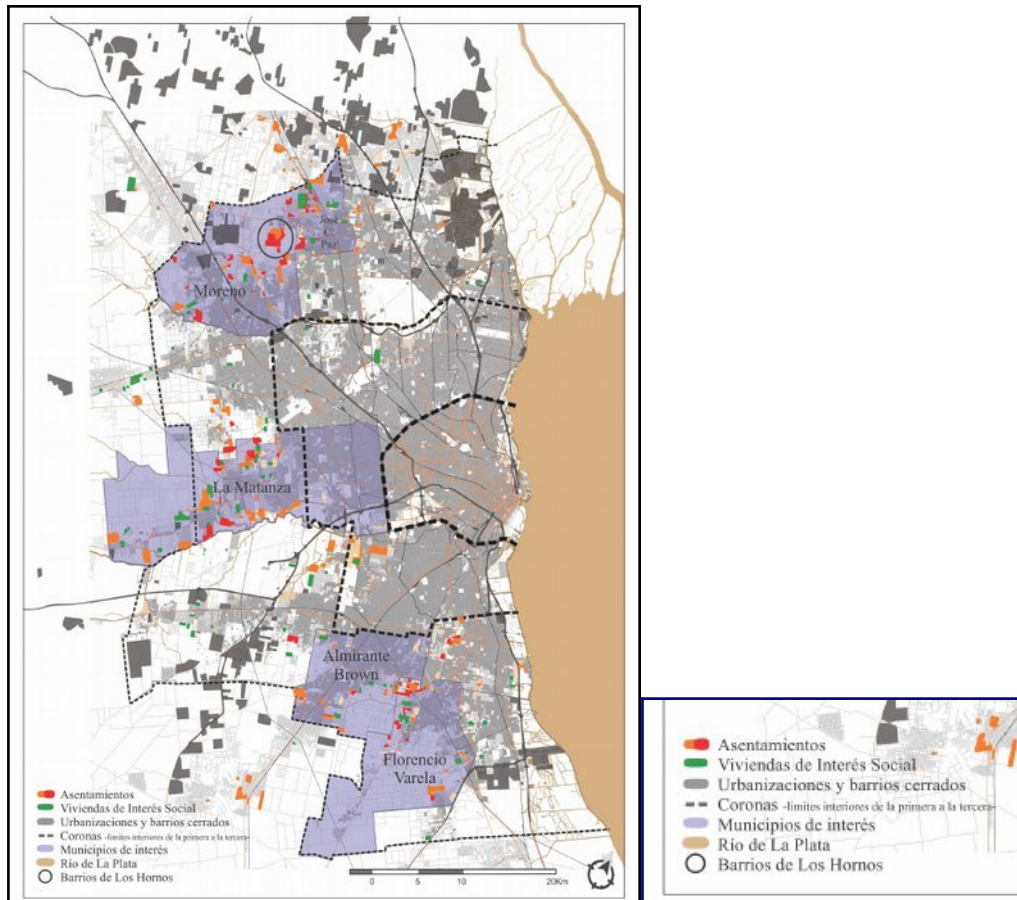 José
C.
Paz
Moreno
La Matanza
Almirante
Brown
Florencio
Varela
Asentamientos
Viviendas de Interés Social
Urbanizaciones y barrios cerrados
Coronas -limites interiores de la primera a la tercera-
Municipios de interés
Río de La Plata
Barrios de Los Hornos
0 5 10 20Km
Asentamientos
Viviendas de Interés Social
Urbanizaciones y barrios cerrados
Coronas -limites interiores de la primera a la tercera-
Municipios de interés
Río de La Plata
Barrios de Los Hornos